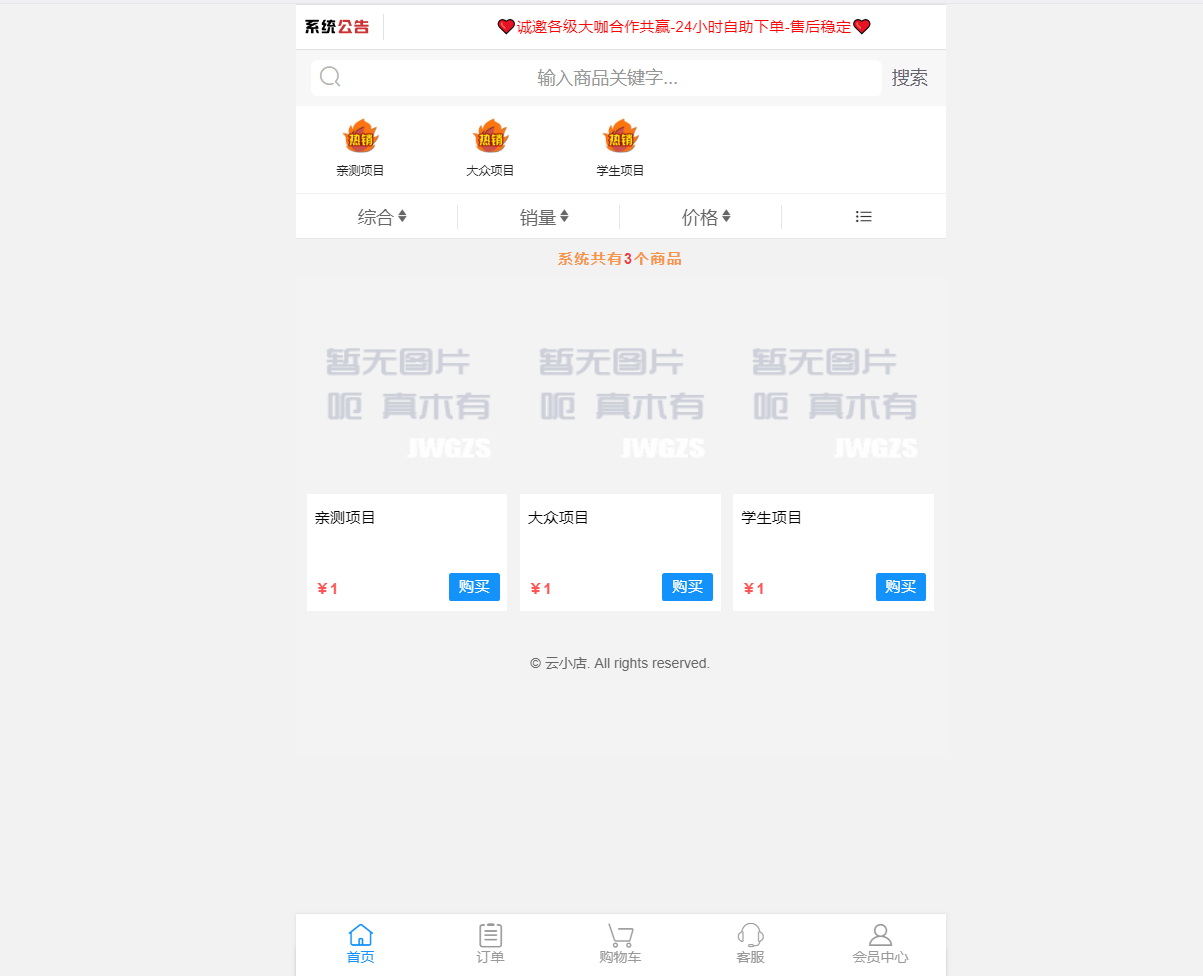 系统公告
诚邀各级大咖合作共赢-24小时自助下单-售后稳定
输入商品关键字... 搜索
热销 热销 热销
亲测项目 大众项目 学生项目
综合 销量 价格
系统共有3个商品
暂无图片 暂无图片 暂无图片
呃 真木有 呃 真木有 呃 真木有
JWGZS JWGZS JWGZS
亲测项目 大众项目 学生项目
￥1 购买 ￥1 购买 ￥1 购买
© 云小店. All rights reserved.
首页 订单 购物车 客服 会员中心